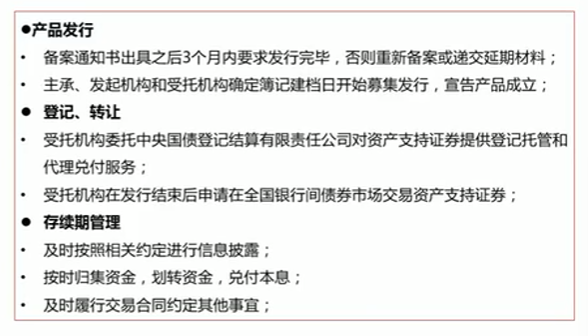 ●产品发行
• 备案通知书出具之后3个月内要求发行完毕，否则重新备案或递交延期材料；
• 主承、发起机构和受托机构确定簿记建档日开始募集发行，宣告产品成立；
● 登记、转让
• 受托机构委托中央国债登记结算有限责任公司对资产支持证券提供登记托管和
代理兑付服务；
• 受托机构在发行结束后申请在全国银行间债券市场交易资产支持证券；
● 存续期管理
• 及时按照相关约定进行信息披露；
• 按时归集资金，划转资金，兑付本息；
• 及时履行交易合同约定其他事宜；